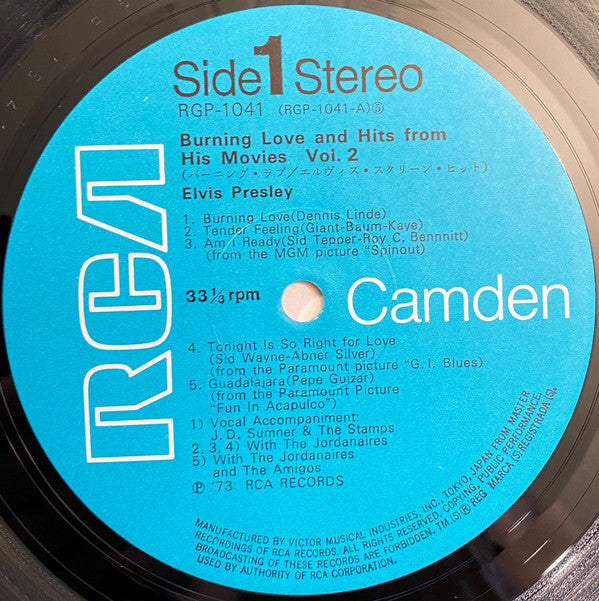 Side 1 Stereo
RGP-1041 (RGP-1041-A)⑤
Burning Love and Hits from
His Movies Vol. 2
(バーニング・ラブ/エルヴィス・スクリーン・ヒット)
Elvis Presley
1. Burning Love(Dennis Linde)
2. Tender Feeling(Giant-Baum-Kaye)
3. Am I Ready(Sid Tepper-Roy C. Bennnitt)
(from the MGM picture "Spinout)
33⅓ rpm
RCA
Camden
4. Tonight Is So Right for Love
(Sid Wayne-Abner Silver)
(from the Paramount picture "G.I. Blues)
5. Guadalajara(Pepe Guizar)
(from the Paramount Picture
"Fun In Acapulco")
1) Vocal Accompaniment:
J.D. Sumner & The Stamps
2. 3, 4) With The Jordanaires
5) With The Jordanaires
and The Amigos
Ⓟ '73 RCA RECORDS
MANUFACTURED BY VICTOR MUSICAL INDUSTRIES, INC., TOKYO, JAPAN FROM MASTER
RECORDINGS OF RCA RECORDS. ALL RIGHTS RESERVED, COPYING, PUBLIC PERFORMANCE,
BROADCASTING OF THESE RECORDS ARE FORBIDDEN. TM.(S)® REG MARCA (S) REGISTRADA (S).
USED BY AUTHORITY OF RCA CORPORATION.